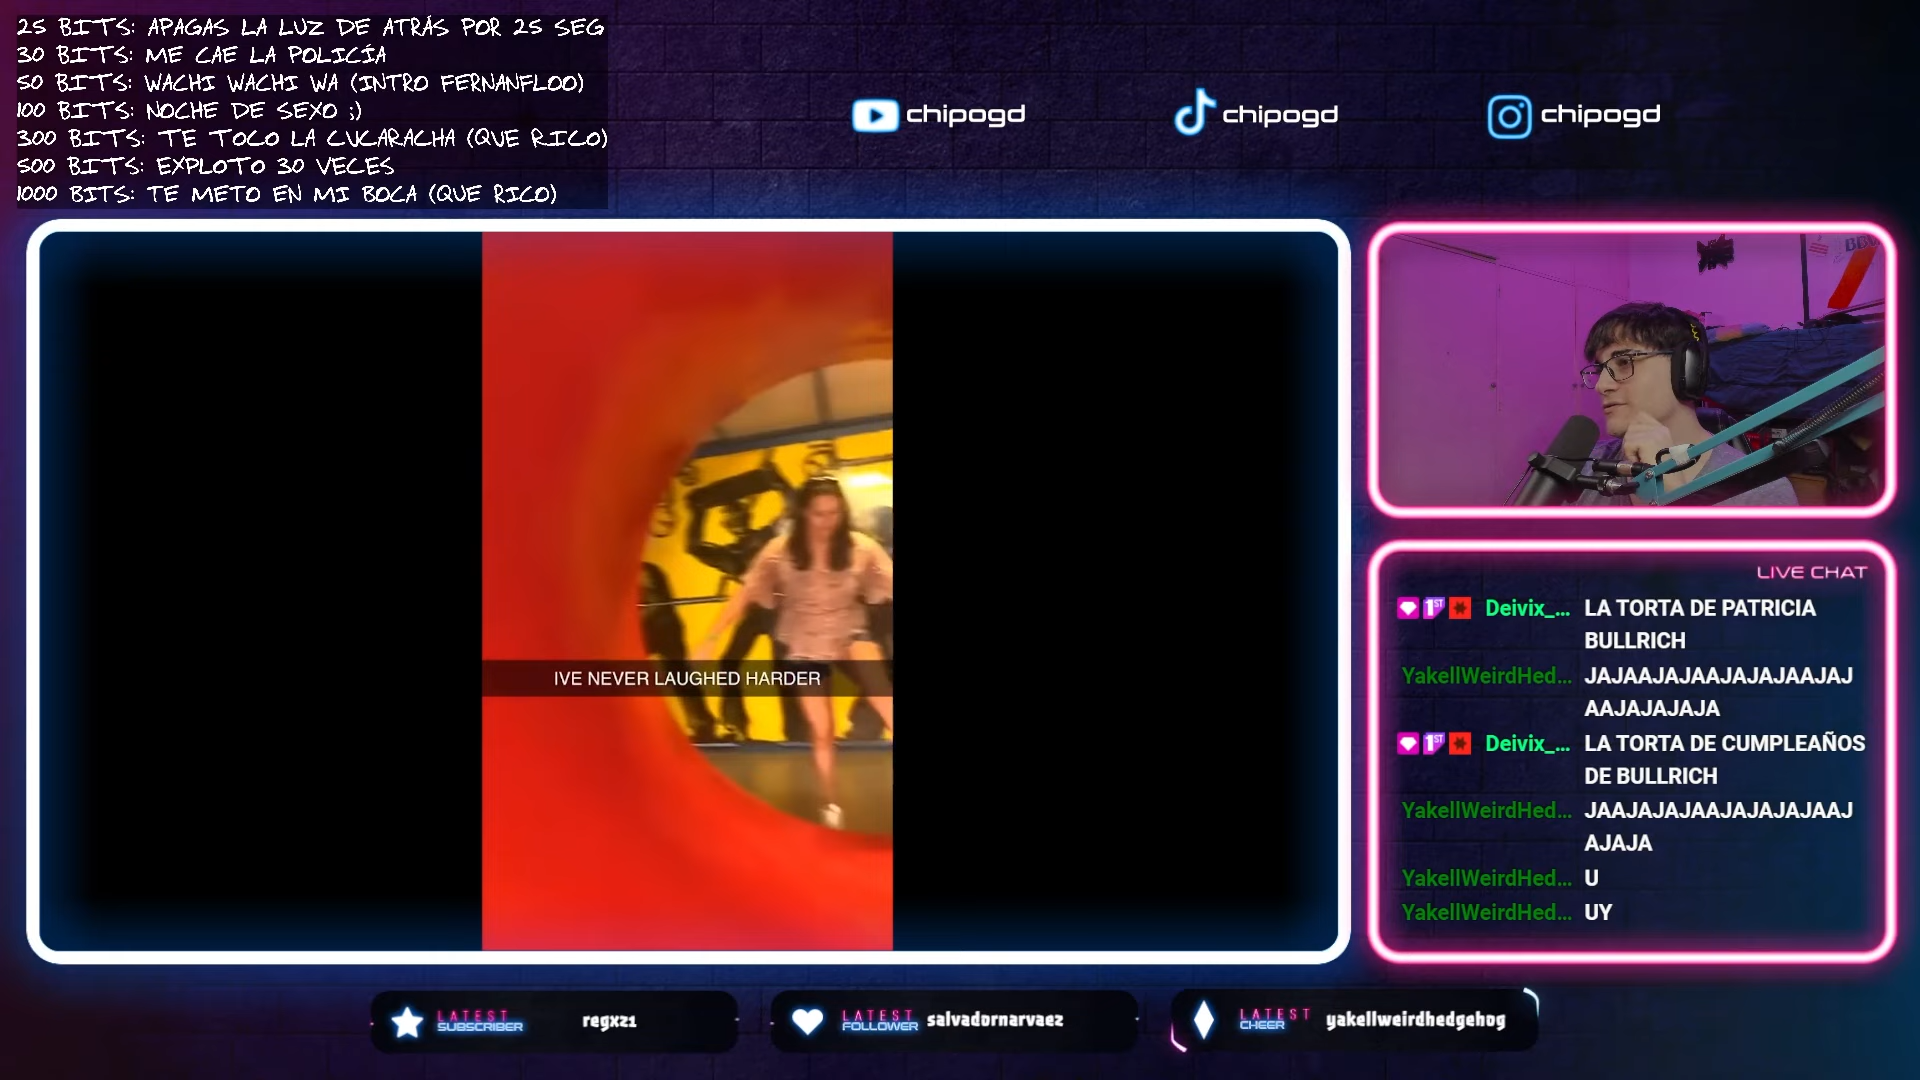 25 BITS: APAGAS LA LUZ DE ATRÁS POR 25 SEG
30 BITS: ME CAE LA POLICÍA
50 BITS: WACHI WACHI WA (INTRO FERNANFLOO)
100 BITS: NOCHE DE SEXO ;)
300 BITS: TE TOCO LA CUCARACHA (QUE RICO)
500 BITS: EXPLOTO 30 VECES
1000 BITS: TE METO EN MI BOCA (QUE RICO)
chipogd
chipogd
chipogd
IVE NEVER LAUGHED HARDER
LIVE CHAT
1ST Deivix_... LA TORTA DE PATRICIA
BULLRICH
YakellWeirdHed... JAJAAJAJAAJAJAJAAJAJ
AAJAJAJAJA
1ST Deivix_... LA TORTA DE CUMPLEAÑOS
DE BULLRICH
YakellWeirdHed... JAAJAJAJAAJAJAJAJAAJ
AJAJA
YakellWeirdHed... U
YakellWeirdHed... UY
LATEST
SUBSCRIBER
regxz1
LATEST
FOLLOWER
salvadornarvaez
LATEST
CHEER
yakellweirdhedgehog